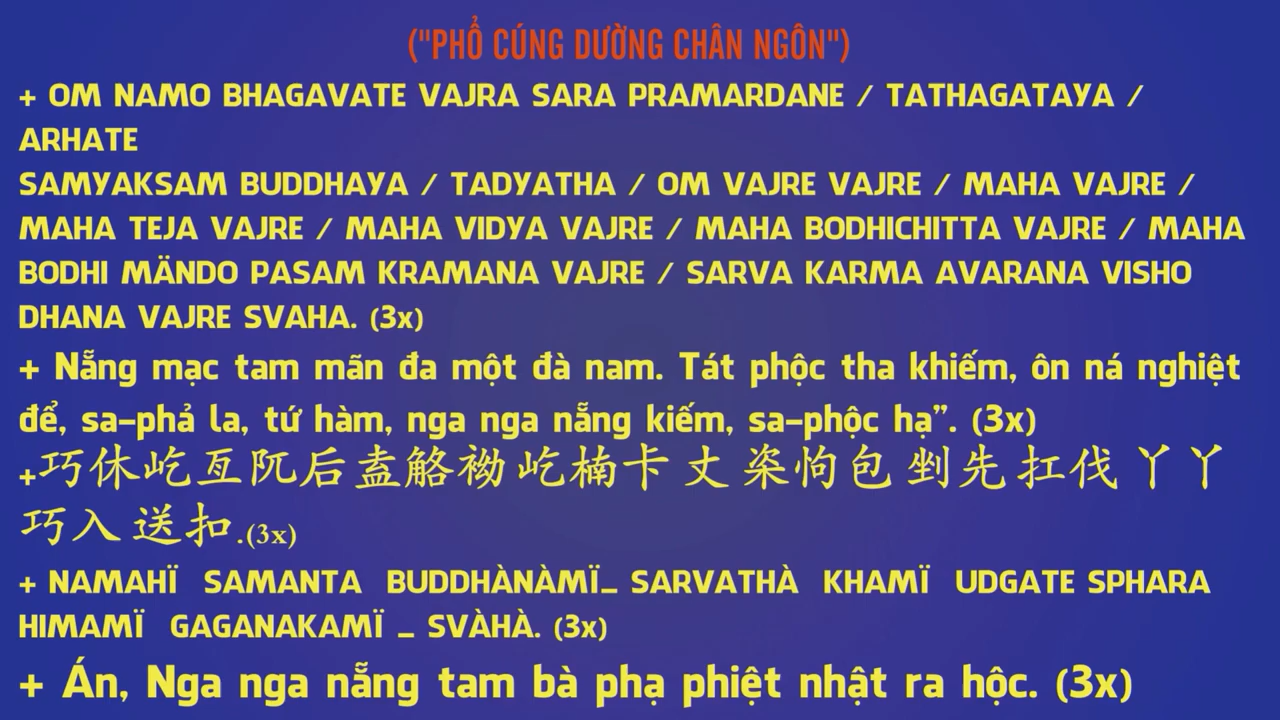 ("PHỔ CÚNG DƯỜNG CHÂN NGÔN")
+ OM NAMO BHAGAVATE VAJRA SARA PRAMARDANE / TATHAGATAYA /
ARHATE
SAMYAKSAM BUDDHAYA / TADYATHA / OM VAJRE VAJRE / MAHA VAJRE /
MAHA TEJA VAJRE / MAHA VIDYA VAJRE / MAHA BODHICHITTA VAJRE / MAHA
BODHI MÄNDO PASAM KRAMANA VAJRE / SARVA KARMA AVARANA VISHO
DHANA VAJRE SVAHA. (3x)
+ Nẵng mạc tam mãn đa một đà nam. Tát phộc tha khiếm, ôn ná nghiệt
để, sa-phả la, tứ hàm, nga nga nẵng kiếm, sa-phộc hạ”. (3x)
+巧休屹亙阢后盍觡袎屹楠卡丈 栥怐包 剉先扛伐 丫丫
巧入送扣.(3x)
+ NAMAHÏ SAMANTA BUDDHÀNÀMÏ_ SARVATHÀ KHAMÏ UDGATE SPHARA
HIMAMÏ GAGANAKAMÏ _ SVÀHÀ. (3x)
+ Án, Nga nga nẵng tam bà phạ phiệt nhật ra hộc. (3x)